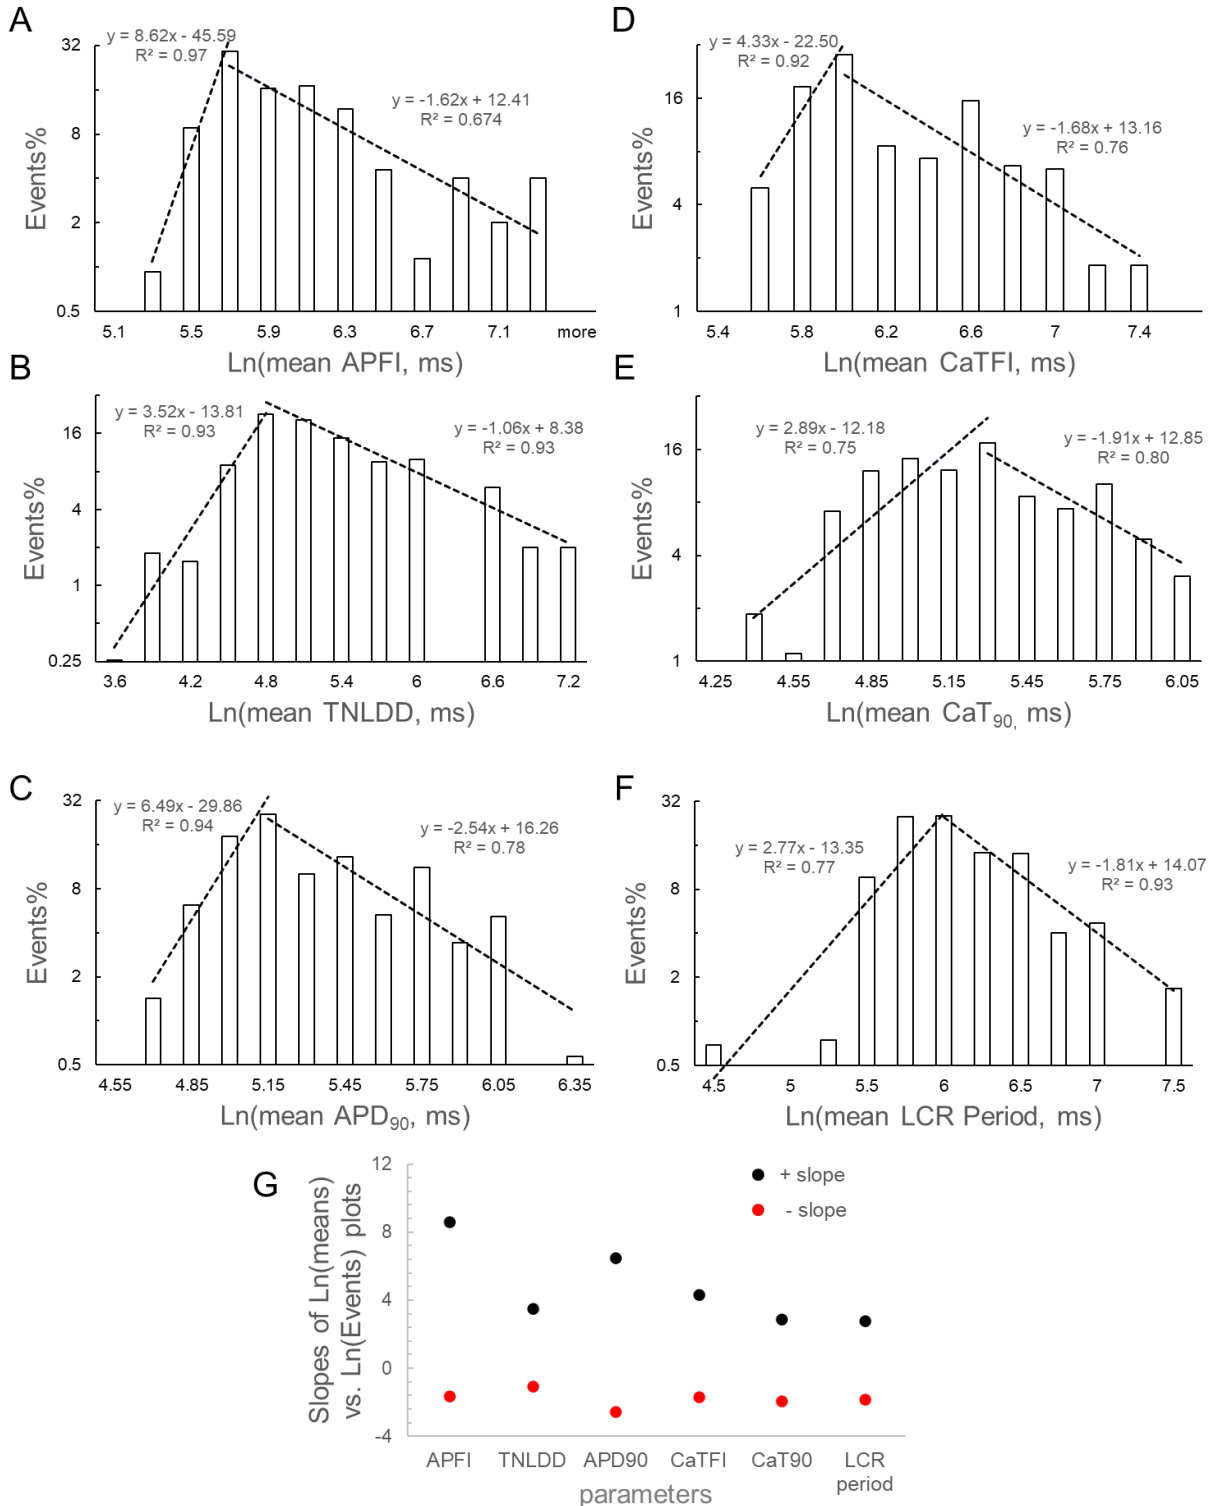 A
y = 8.62x - 45.59
R² = 0.97
y = -1.62x + 12.41
R² = 0.674
Events%
32
8
2
0.5
5.1 5.5 5.9 6.3 6.7 7.1 more
Ln(mean APFI, ms)
D
y = 4.33x - 22.50
R² = 0.92
y = -1.68x + 13.16
R² = 0.76
Events%
16
4
1
5.4 5.8 6.2 6.6 7 7.4
Ln(mean CaTFI, ms)
B
y = 3.52x - 13.81
R² = 0.93
y = -1.06x + 8.38
R² = 0.93
Events%
16
4
1
0.25
3.6 4.2 4.8 5.4 6 6.6 7.2
Ln(mean TNLDD, ms)
E
y = 2.89x - 12.18
R² = 0.75
y = -1.91x + 12.85
R² = 0.80
Events%
16
4
1
4.25 4.55 4.85 5.15 5.45 5.75 6.05
Ln(mean CaT90, ms)
C
y = 6.49x - 29.86
R² = 0.94
y = -2.54x + 16.26
R² = 0.78
Events%
32
8
2
0.5
4.55 4.85 5.15 5.45 5.75 6.05 6.35
Ln(mean APD90, ms)
F
y = 2.77x - 13.35
R² = 0.77
y = -1.81x + 14.07
R² = 0.93
Events%
32
8
2
0.5
4.5 5 5.5 6 6.5 7 7.5
Ln(mean LCR Period, ms)
G
Slopes of Ln(means)
vs. Ln(Events) plots
12
8
4
0
-4
+ slope
- slope
APFI TNLDD APD90 CaTFI CaT90 LCR
period
parameters